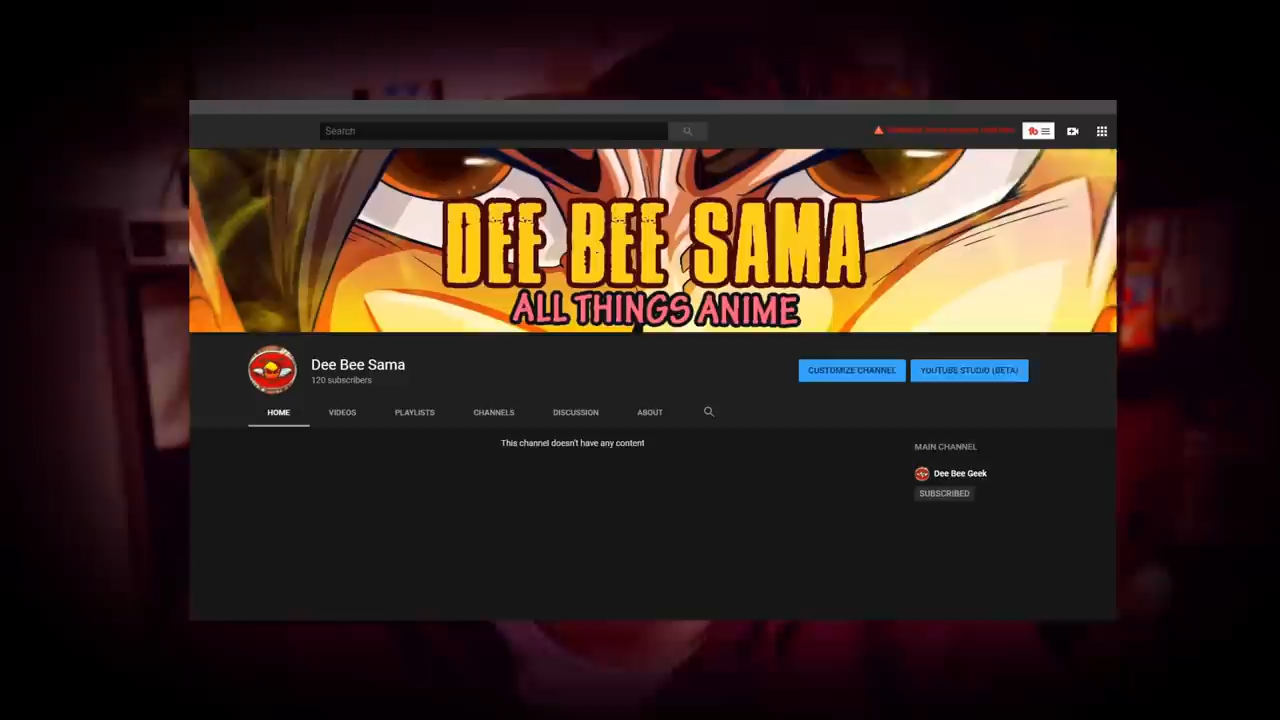 Search
DEE BEE SAMA
ALL THINGS ANIME
Dee Bee Sama
120 subscribers
CUSTOMIZE CHANNEL
YOUTUBE STUDIO (BETA)
HOME
VIDEOS
PLAYLISTS
CHANNELS
DISCUSSION
ABOUT
This channel doesn't have any content
MAIN CHANNEL
Dee Bee Geek
SUBSCRIBED